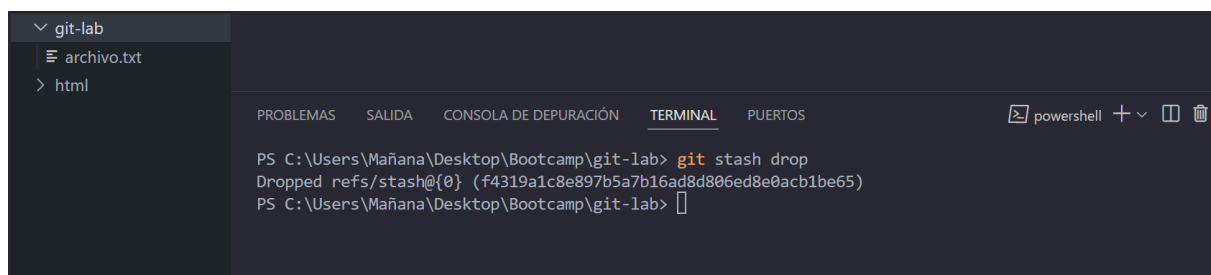 git-lab
archivo.txt
html
PROBLEMAS SALIDA CONSOLA DE DEPURACIÓN TERMINAL PUERTOS powershell
PS C:\Users\Mañana\Desktop\Bootcamp\git-lab> git stash drop
Dropped refs/stash@{0} (f4319a1c8e897b5a7b16ad8d806ed8e0acb1be65)
PS C:\Users\Mañana\Desktop\Bootcamp\git-lab>